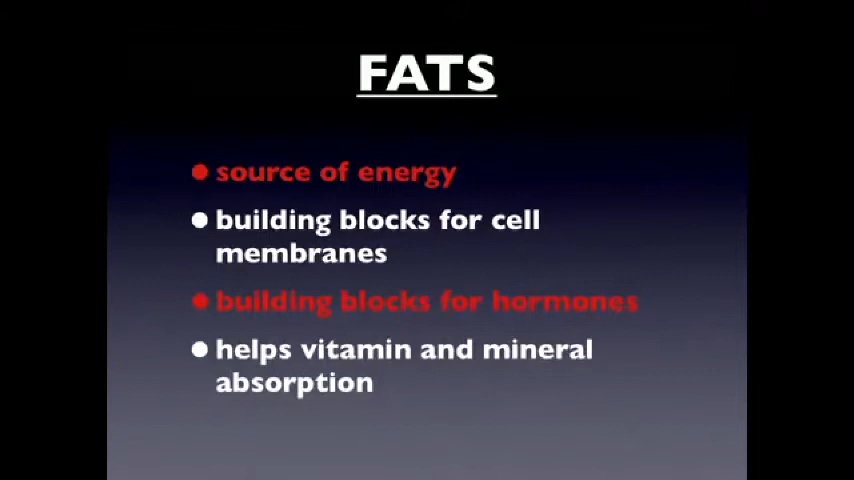 FATS
• source of energy
• building blocks for cell
membranes
• building blocks for hormones
• helps vitamin and mineral
absorption